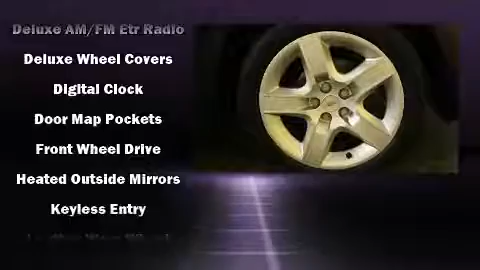 Deluxe AM/FM Etr Radio
Deluxe Wheel Covers
Digital Clock
Door Map Pockets
Front Wheel Drive
Heated Outside Mirrors
Keyless Entry